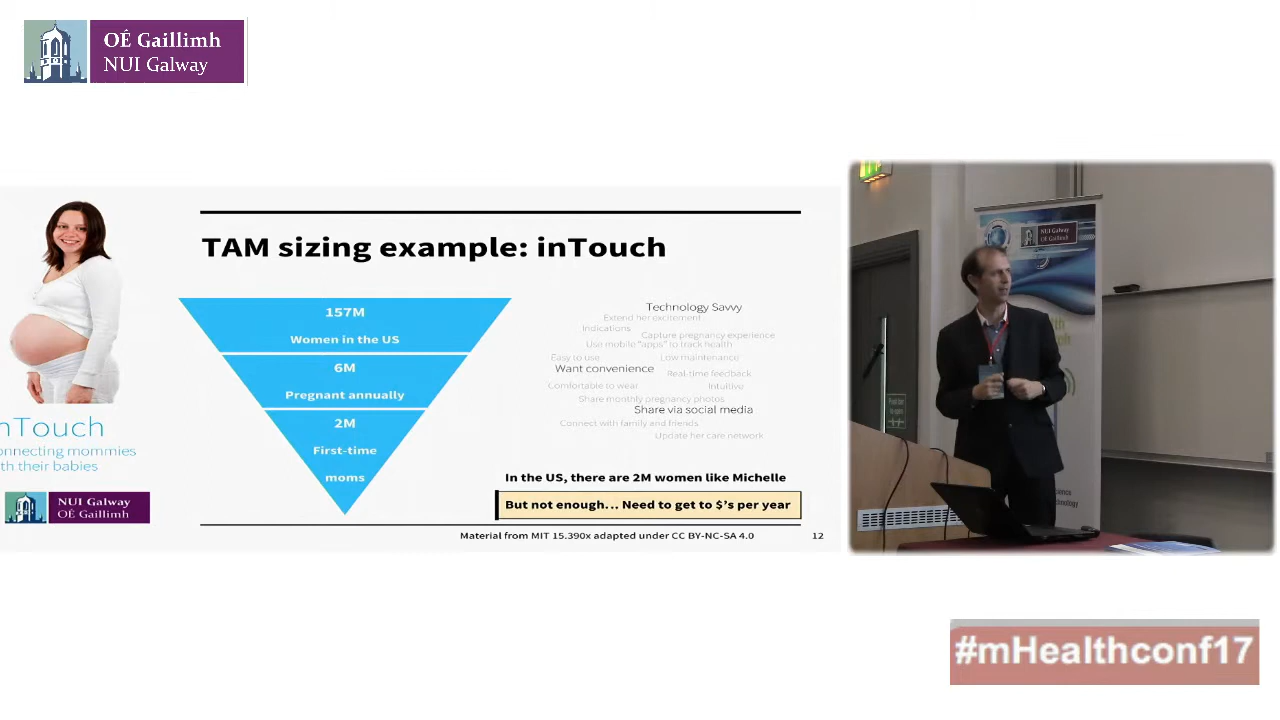 OÉ Gaillimh
NUI Galway
TAM sizing example: inTouch
157M
Women in the US
6M
Pregnant annually
2M
First-time
moms
Technology Savvy
Extend her excitement
Indications
Capture pregnancy experience
Use mobile "apps" to track health
Easy to use
Low maintenance
Want convenience
Real-time feedback
Comfortable to wear
Intuitive
Share monthly pregnancy photos
Share via social media
Connect with family and friends
Update her care network
In the US, there are 2M women like Michelle
But not enough... Need to get to $'s per year
nTouch
onnecting mommies
th their babies
NUI Galway
OÉ Gaillimh
Material from MIT 15.390x adapted under CC BY-NC-SA 4.0
12
NUI Galway
OÉ Gaillimh
#mHealthconf17